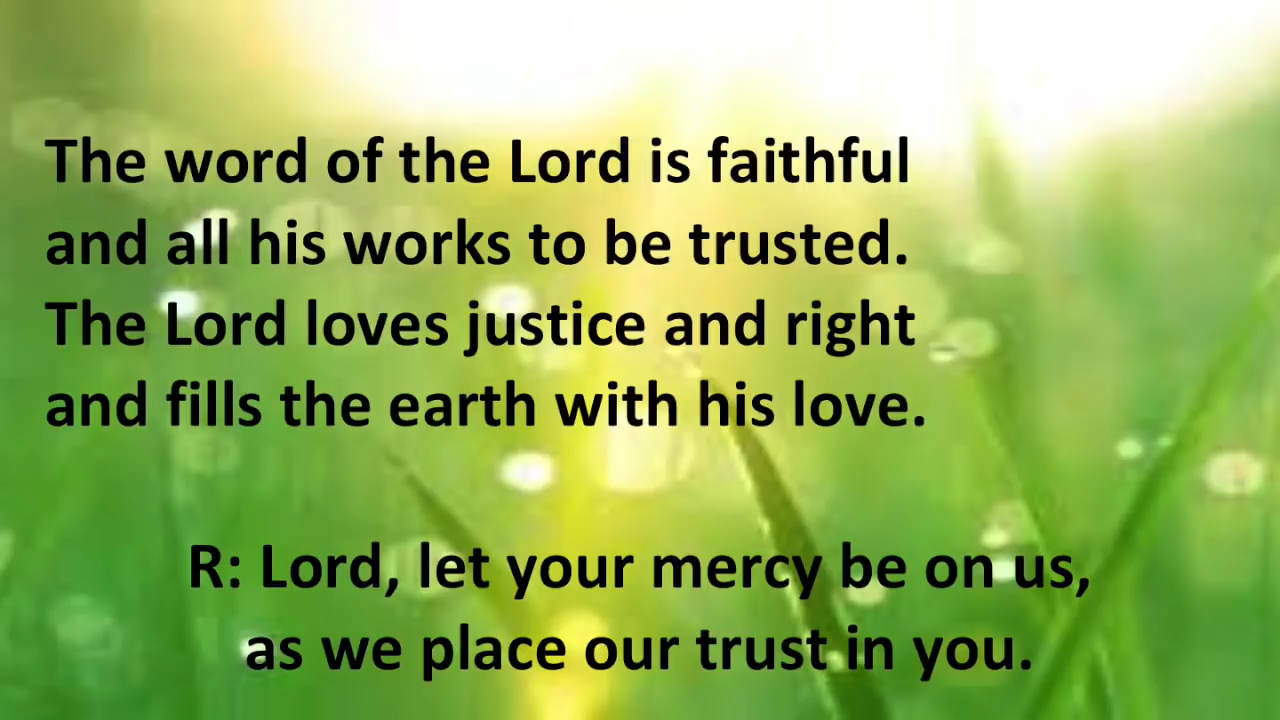 The word of the Lord is faithful
and all his works to be trusted.
The Lord loves justice and right
and fills the earth with his love.
R: Lord, let your mercy be on us,
as we place our trust in you.